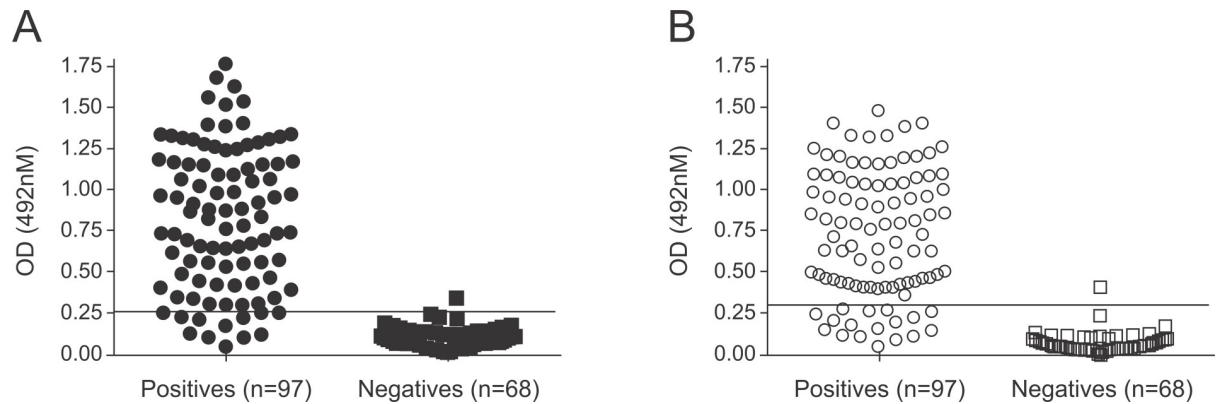 A
OD (492nM)
1.75
1.50
1.25
1.00
0.75
0.50
0.25
0.00
Positives (n=97)
Negatives (n=68)
B
OD (492nM)
1.75
1.50
1.25
1.00
0.75
0.50
0.25
0.00
Positives (n=97)
Negatives (n=68)